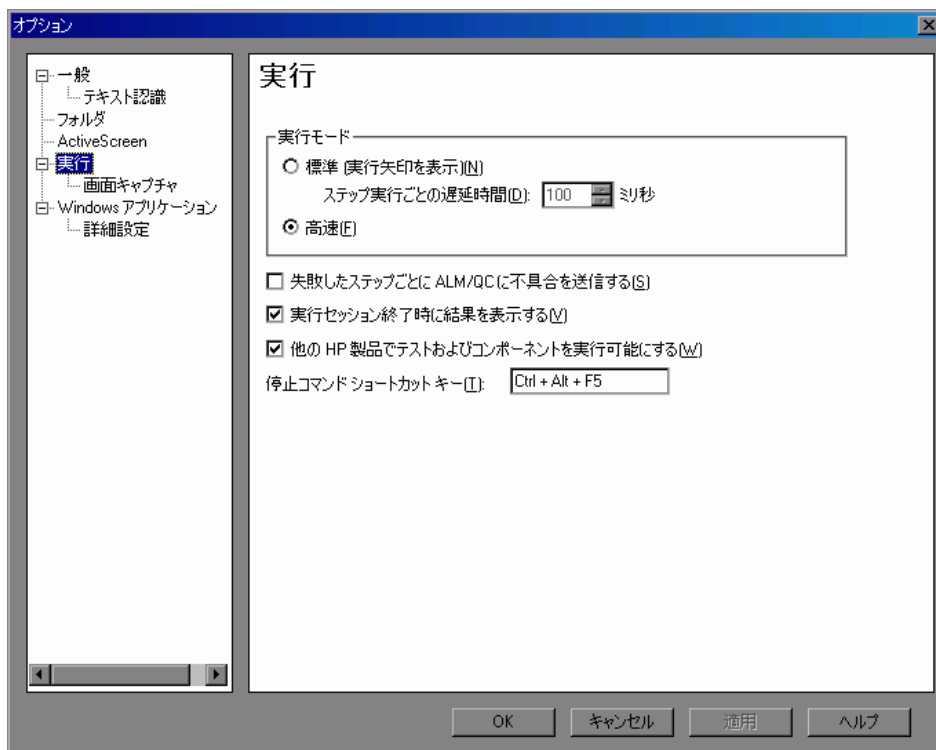 オプション
一般
テキスト認識
フォルダ
ActiveScreen
実行
画面キャプチャ
Windows アプリケーション
詳細設定
実行
実行モード
標準 (実行矢印を表示)(N)
ステップ実行ごとの遅延時間(D): 100 ミリ秒
高速(F)
失敗したステップごとに ALM/QC に不具合を送信する(S)
実行セッション終了時に結果を表示する(V)
他の HP 製品でテストおよびコンポーネントを実行可能にする(W)
停止コマンド ショートカット キー(T): Ctrl + Alt + F5
OK キャンセル 適用 ヘルプ